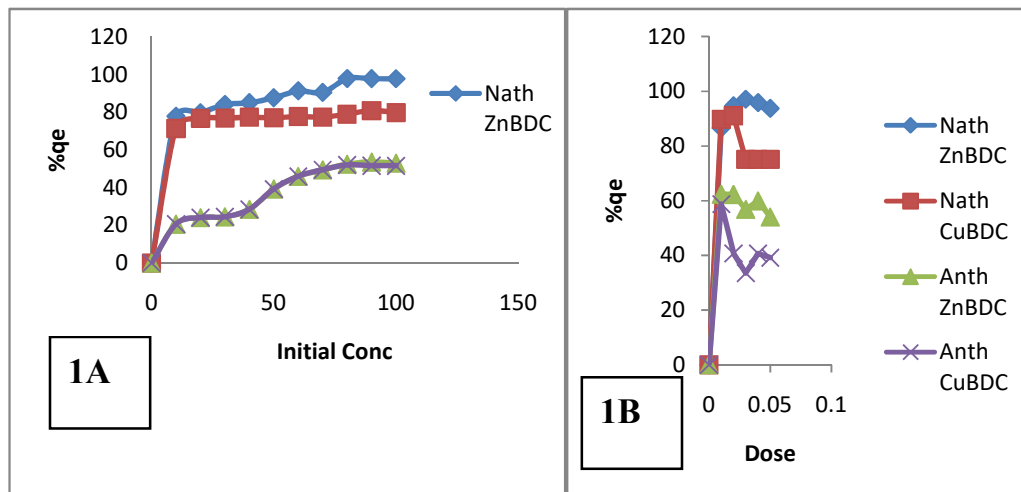 120
100
80
60
40
20
0
%qe
0
50
100
150
Initial Conc
Nath
ZnBDC
1A
120
100
80
60
40
20
0
%qe
0
0.05
0.1
Dose
Nath
ZnBDC
Nath
CuBDC
Anth
ZnBDC
Anth
CuBDC
1B